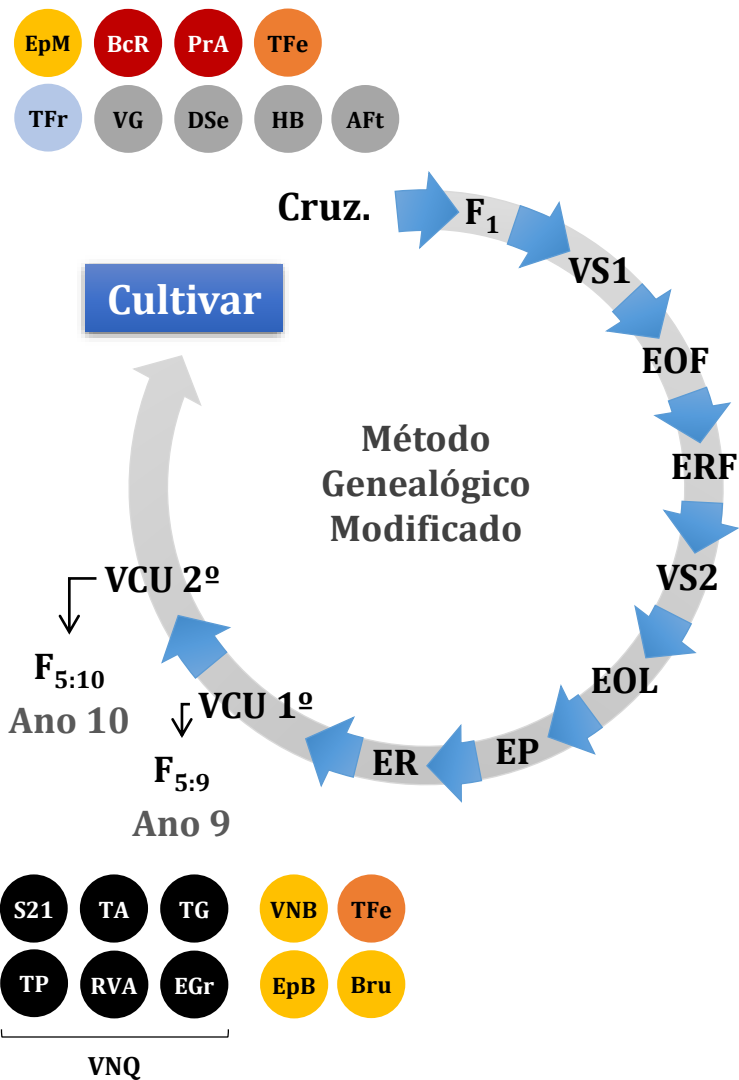 EpM BcR PrA TFe
TFr VG DSe HB AFt
Cruz.
F₁
VS1
EOF
ERF
VS2
EOL
EP
ER
VCU 1º
VCU 2º
Cultivar
Método
Genealógico
Modificado
F₅:₁₀
Ano 10
F₅:₉
Ano 9
S21 TA TG VNB TFe
TP RVA EGr EpB Bru
VNQ